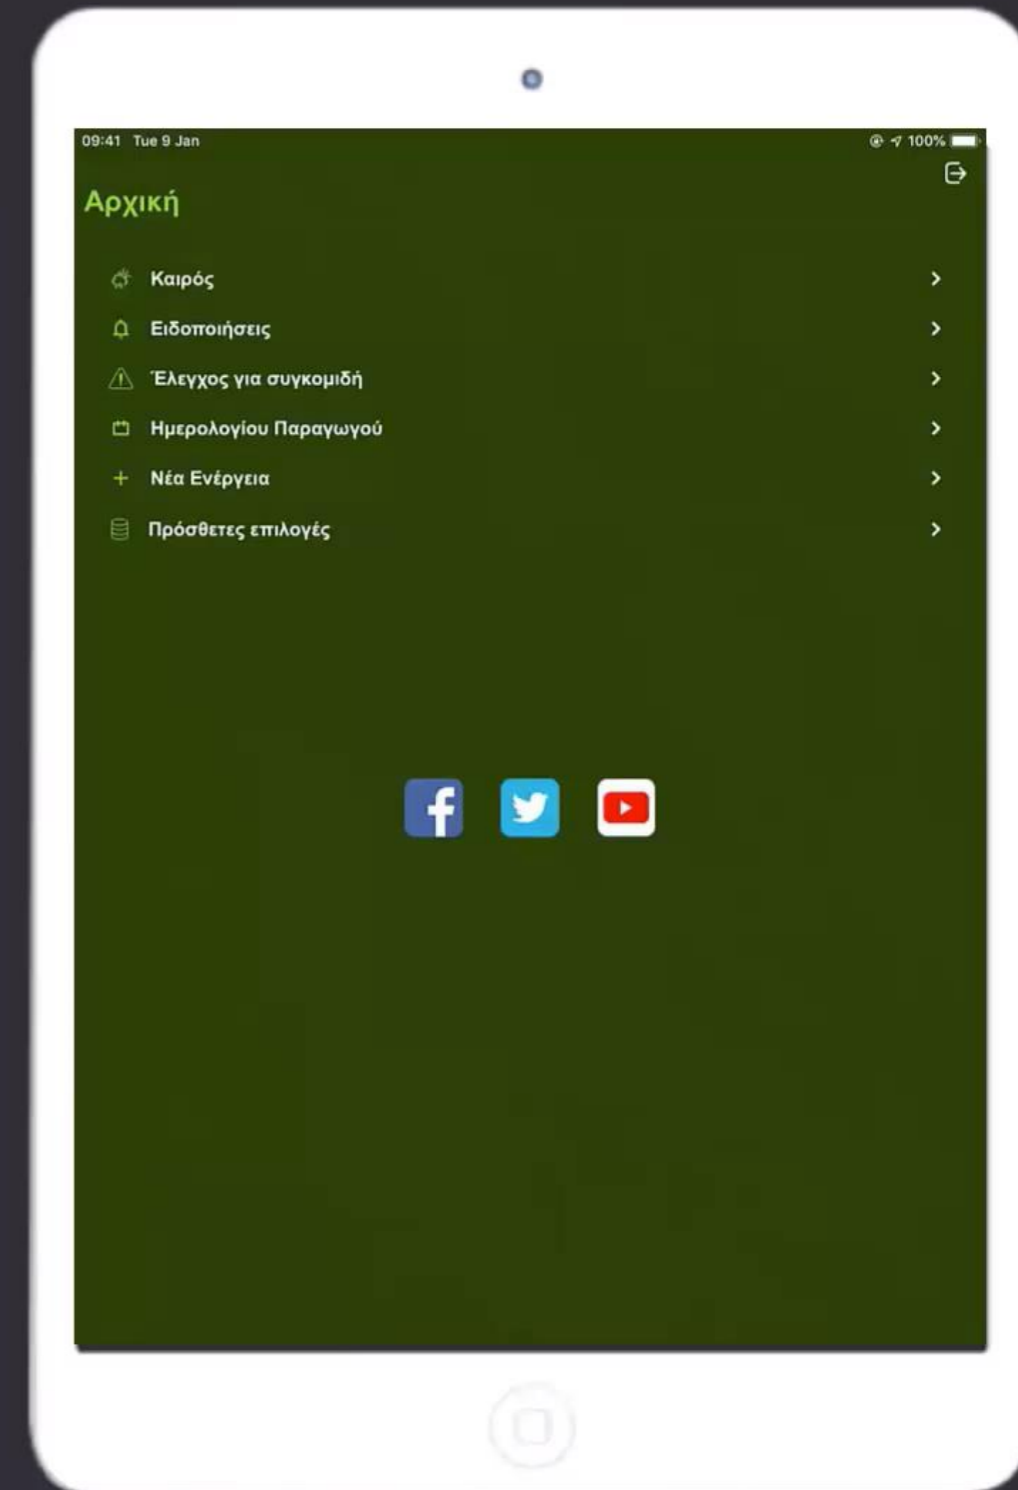 09:41 Tue 9 Jan 100%
Αρχική
Καιρός
Ειδοποιήσεις
Έλεγχος για συγκομιδή
Ημερολογίου Παραγωγού
Νέα Ενέργεια
Πρόσθετες επιλογές